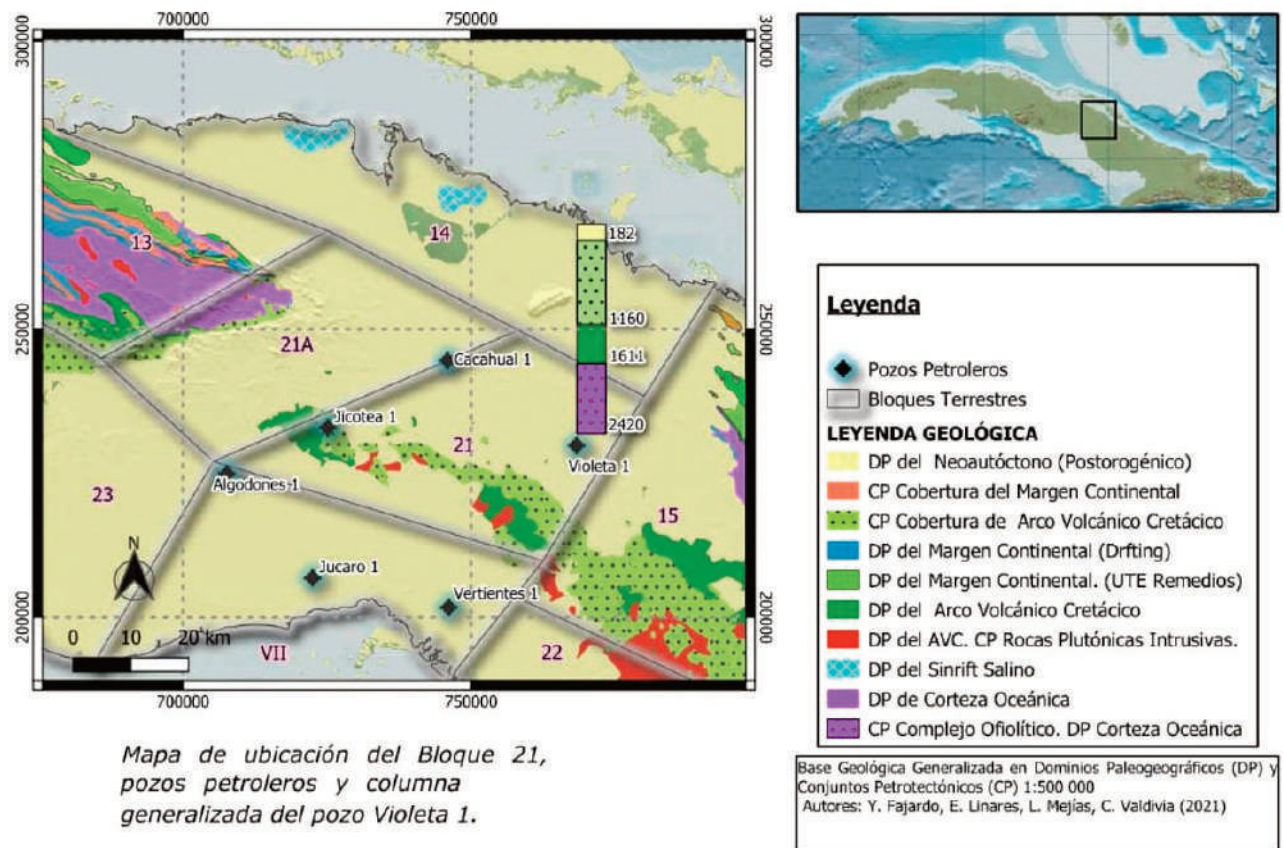 700000
750000
300000
300000
250000
250000
200000
200000
700000
750000
13
14
21A
21
23
15
22
VII
182
1160
1611
2420
Cacahual 1
Jicotea 1
Violeta 1
Algodones 1
Jucaro 1
Vertientes 1
N
0 10 20 km
Mapa de ubicación del Bloque 21,
pozos petroleros y columna
generalizada del pozo Violeta 1.
Leyenda
Pozos Petroleros
Bloques Terrestres
LEYENDA GEOLÓGICA
DP del Neoautóctono (Postorogénico)
CP Cobertura del Margen Continental
CP Cobertura de Arco Volcánico Cretácico
DP del Margen Continental (Drfting)
DP del Margen Continental. (UTE Remedios)
DP del Arco Volcánico Cretácico
DP del AVC. CP Rocas Plutónicas Intrusivas.
DP del Sinrift Salino
DP de Corteza Oceánica
CP Complejo Ofiolítico. DP Corteza Oceánica
Base Geológica Generalizada en Dominios Paleogeográficos (DP) y
Conjuntos Petrotectónicos (CP) 1:500 000
Autores: Y. Fajardo, E. Linares, L. Mejías, C. Valdivia (2021)